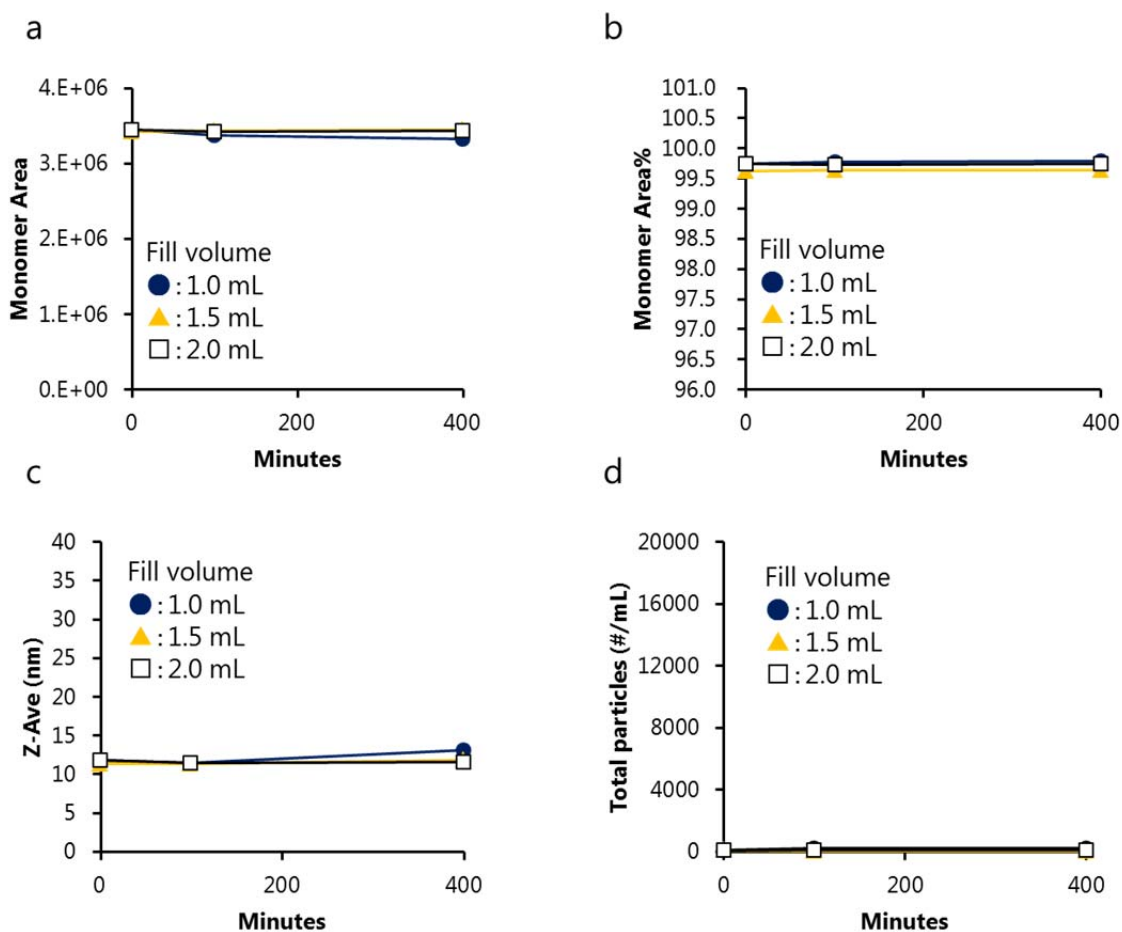 a
4.E+06
3.E+06
2.E+06
1.E+06
0.E+00
Monomer Area
Fill volume
: 1.0 mL
: 1.5 mL
: 2.0 mL
0
200
400
Minutes
b
101.0
100.5
100.0
99.5
99.0
98.5
98.0
97.5
97.0
96.5
96.0
Monomer Area%
Fill volume
: 1.0 mL
: 1.5 mL
: 2.0 mL
0
200
400
Minutes
c
40
35
30
25
20
15
10
5
0
Z-Ave (nm)
Fill volume
: 1.0 mL
: 1.5 mL
: 2.0 mL
0
200
400
Minutes
d
20000
16000
12000
8000
4000
0
Total particles (#/mL)
Fill volume
: 1.0 mL
: 1.5 mL
: 2.0 mL
0
200
400
Minutes